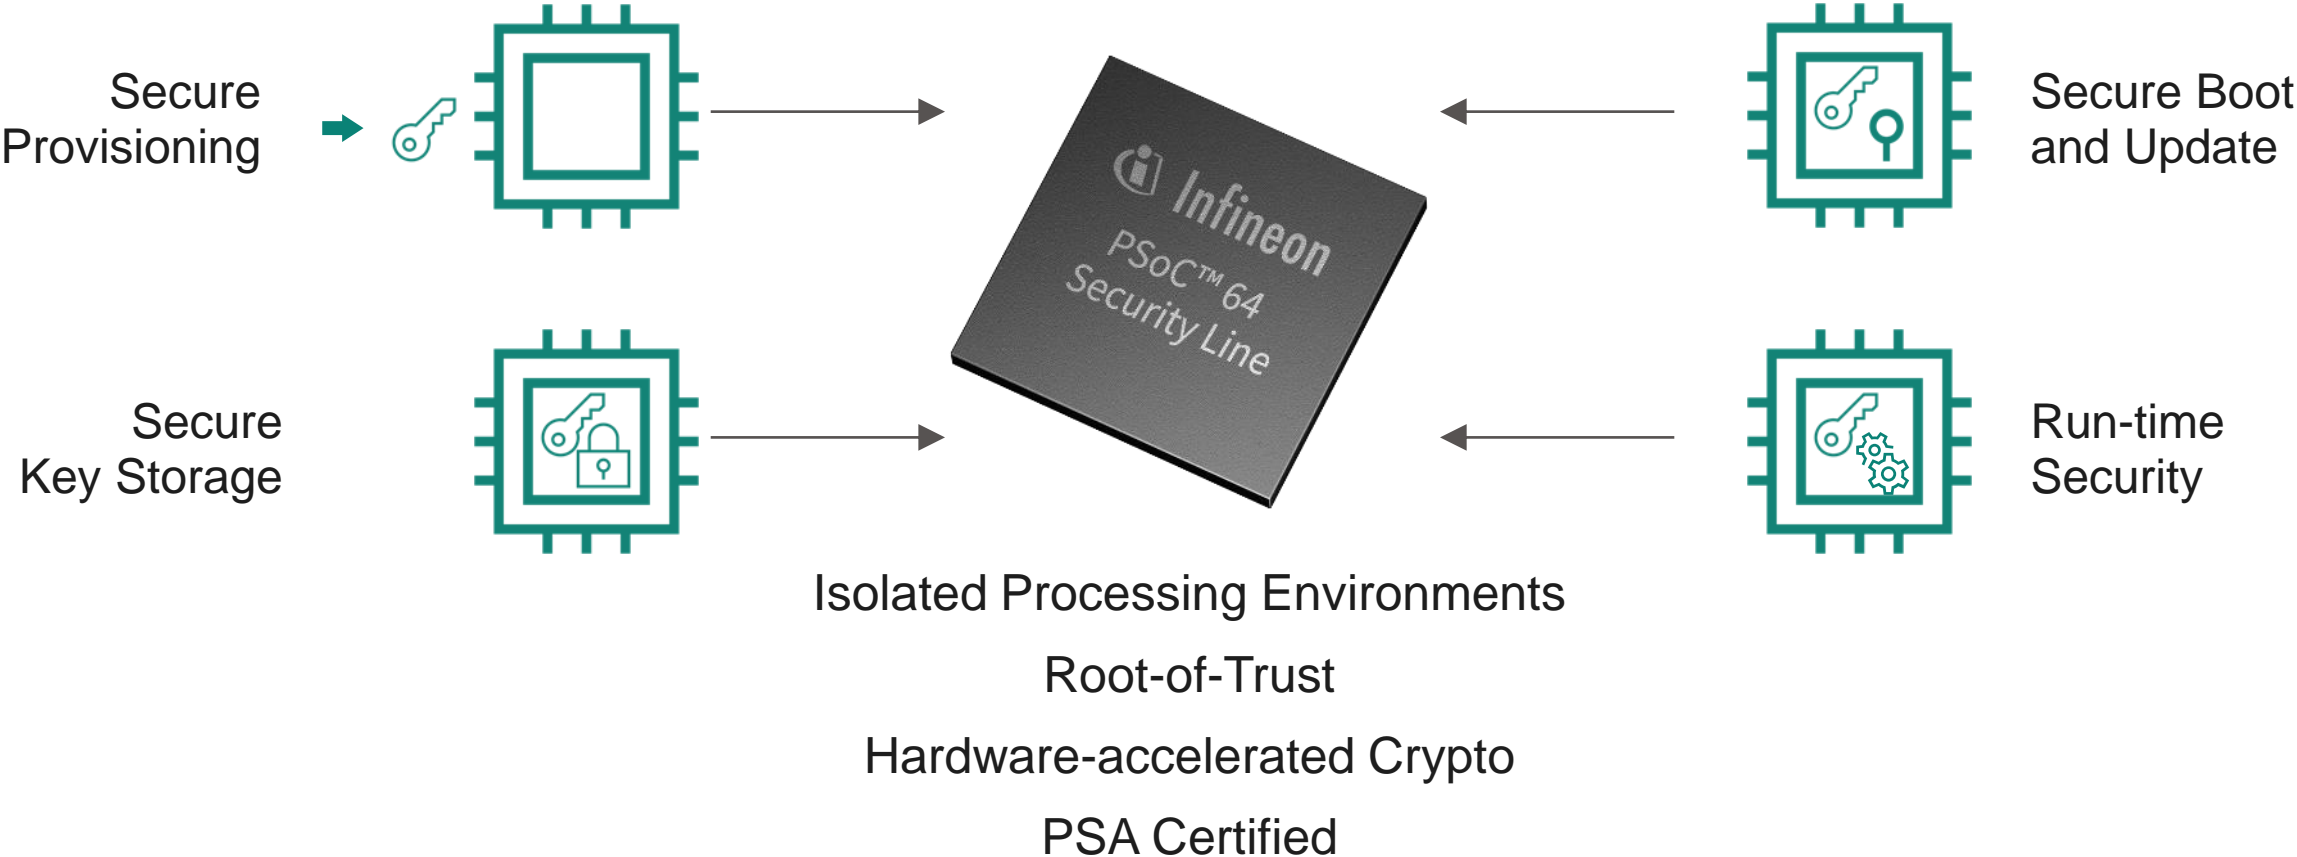 Secure
Provisioning
Secure
Key Storage
Infineon
PSoC™ 64
Security Line
Secure Boot
and Update
Run-time
Security
Isolated Processing Environments
Root-of-Trust
Hardware-accelerated Crypto
PSA Certified